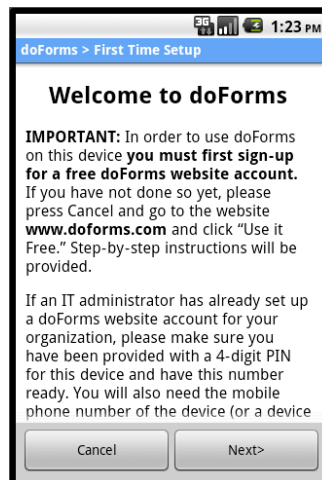 3G 1:23 PM
doForms > First Time Setup
Welcome to doForms
IMPORTANT: In order to use doForms
on this device you must first sign-up
for a free doForms website account.
If you have not done so yet, please
press Cancel and go to the website
www.doforms.com and click “Use it
Free.” Step-by-step instructions will be
provided.
If an IT administrator has already set up
a doForms website account for your
organization, please make sure you
have been provided with a 4-digit PIN
for this device and have this number
ready. You will also need the mobile
phone number of the device (or a device
Cancel Next>